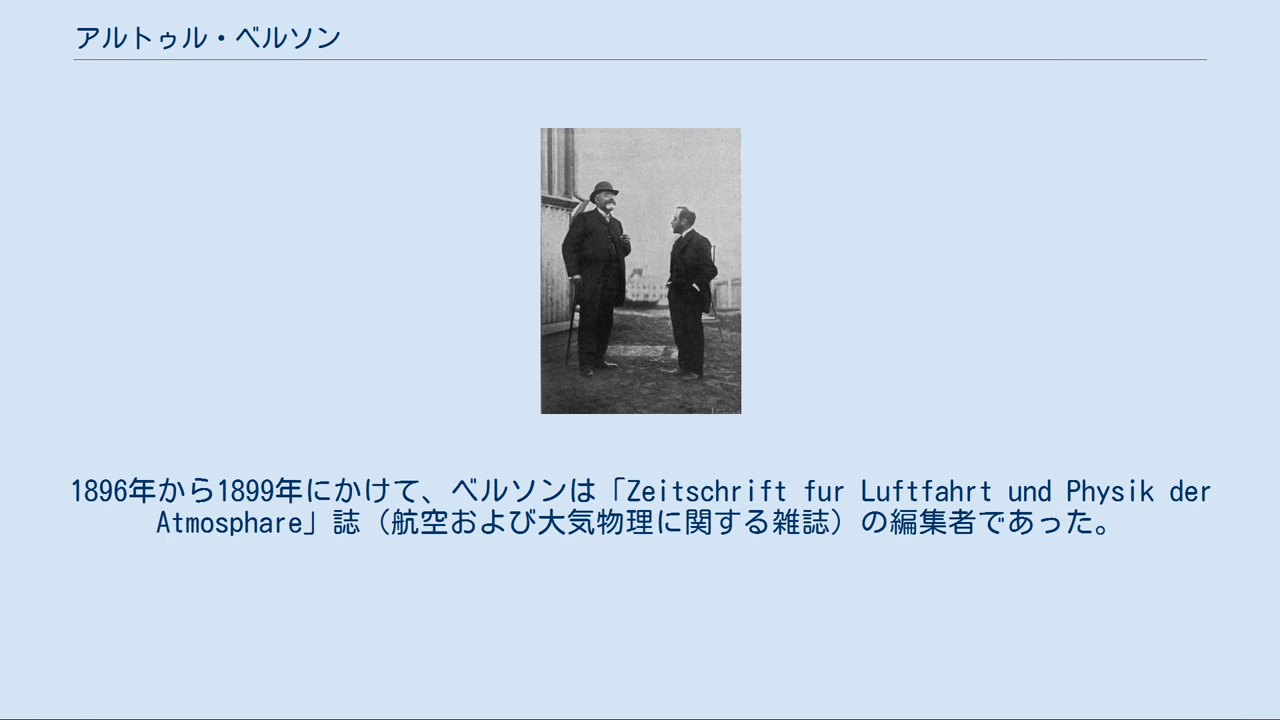 アルトゥル・ベルソン
1896年から1899年にかけて、ベルソンは「Zeitschrift fur Luftfahrt und Physik der
Atmosphare」誌（航空および大気物理に関する雑誌）の編集者であった。